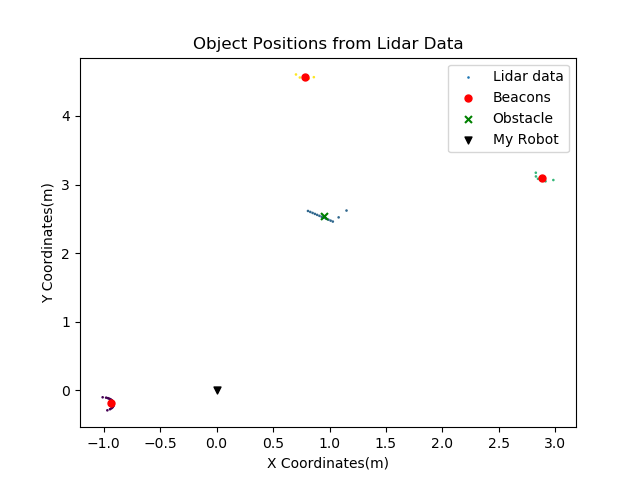 Object Positions from Lidar Data
Lidar data
Beacons
Obstacle
My Robot
Y Coordinates(m)
4
3
2
1
0
−1.0 −0.5 0.0 0.5 1.0 1.5 2.0 2.5 3.0
X Coordinates(m)